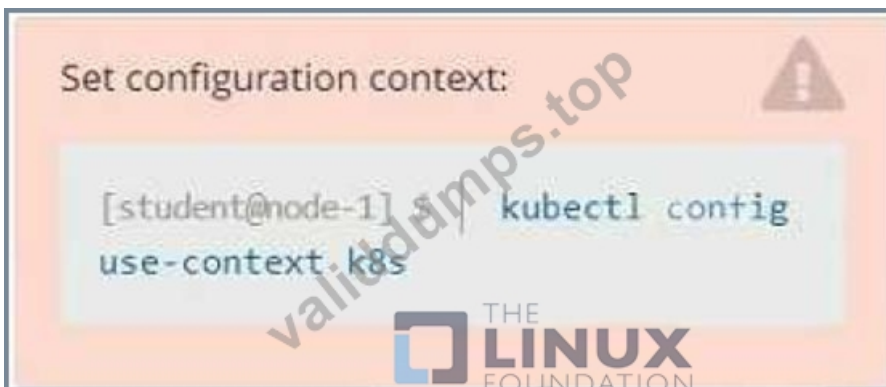 Set configuration context:
[student@node-1] $ | kubectl config
use-context k8s
validdumps.top
THE
LINUX
FOUNDATION